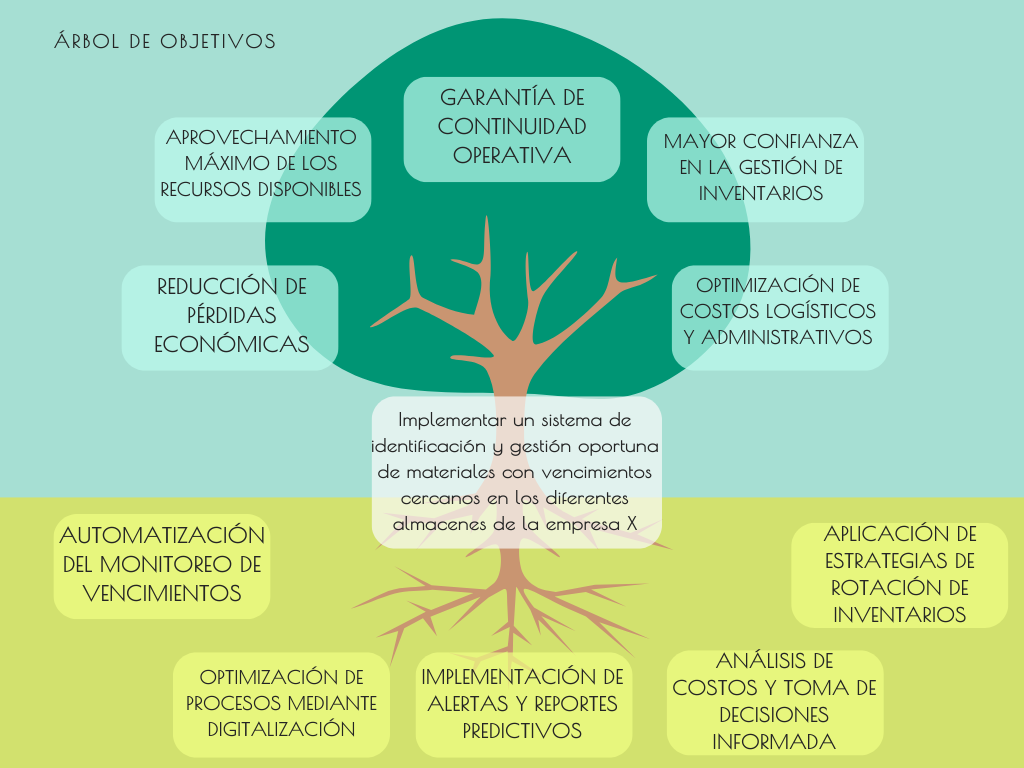 ÁRBOL DE OBJETIVOS
GARANTÍA DE
CONTINUIDAD
OPERATIVA
APROVECHAMIENTO
MÁXIMO DE LOS
RECURSOS DISPONIBLES
MAYOR CONFIANZA
EN LA GESTIÓN DE
INVENTARIOS
REDUCCIÓN DE
PÉRDIDAS
ECONÓMICAS
OPTIMIZACIÓN DE
COSTOS LOGÍSTICOS
Y ADMINISTRATIVOS
Implementar un sistema de
identificación y gestión oportuna
de materiales con vencimientos
cercanos en los diferentes
almacenes de la empresa X
AUTOMATIZACIÓN
DEL MONITOREO DE
VENCIMIENTOS
APLICACIÓN DE
ESTRATEGIAS DE
ROTACIÓN DE
INVENTARIOS
OPTIMIZACIÓN DE
PROCESOS MEDIANTE
DIGITALIZACIÓN
IMPLEMENTACIÓN DE
ALERTAS Y REPORTES
PREDICTIVOS
ANÁLISIS DE
COSTOS Y TOMA DE
DECISIONES
INFORMADA